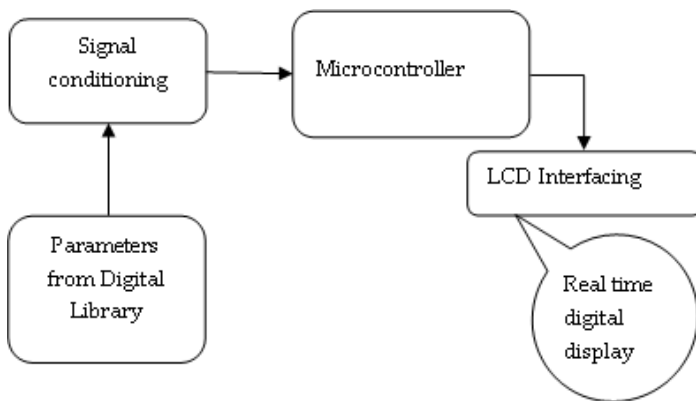 Signal
conditioning
Microcontroller
LCD Interfacing
Parameters
from Digital
Library
Real time
digital
display